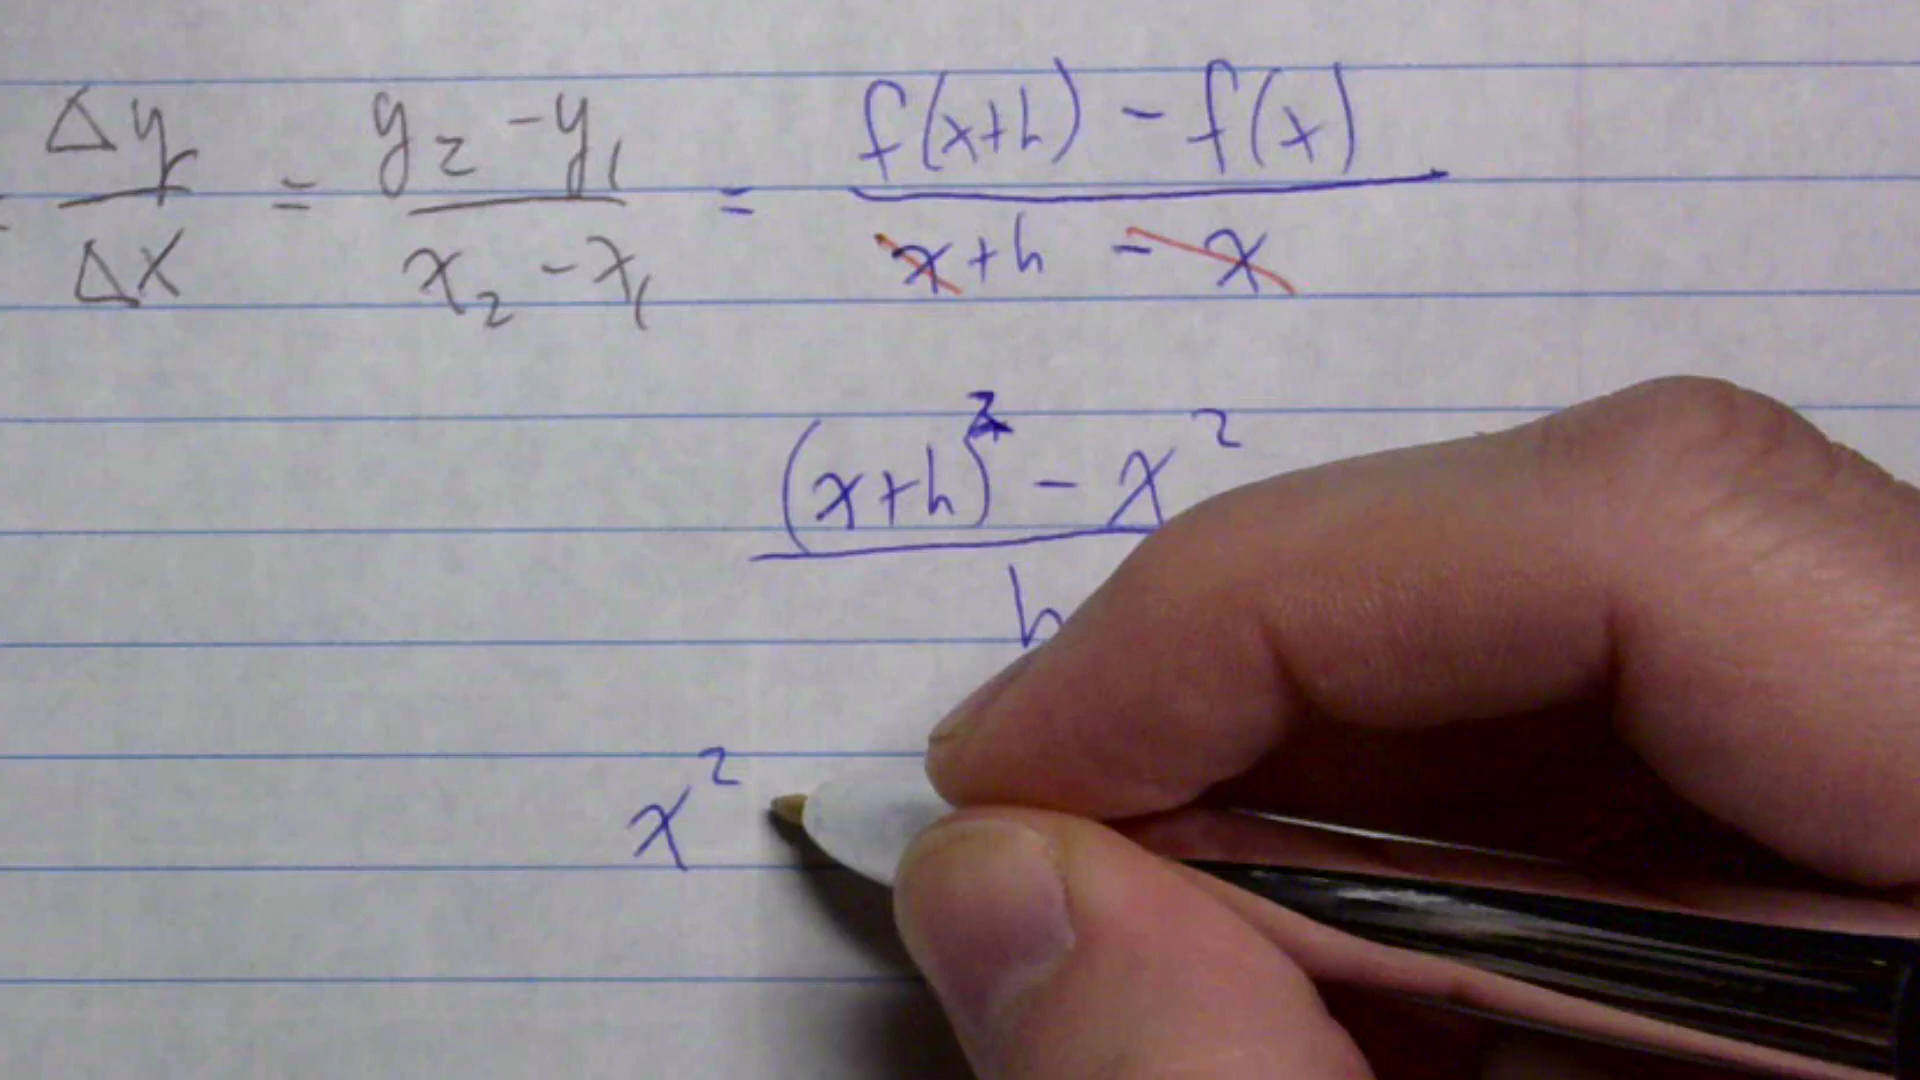 Δy/Δx = (y₂ - y₁)/(x₂ - x₁) = (f(x+h) - f(x))/(x+h - x)
((x+h)² - x²)/h
x²